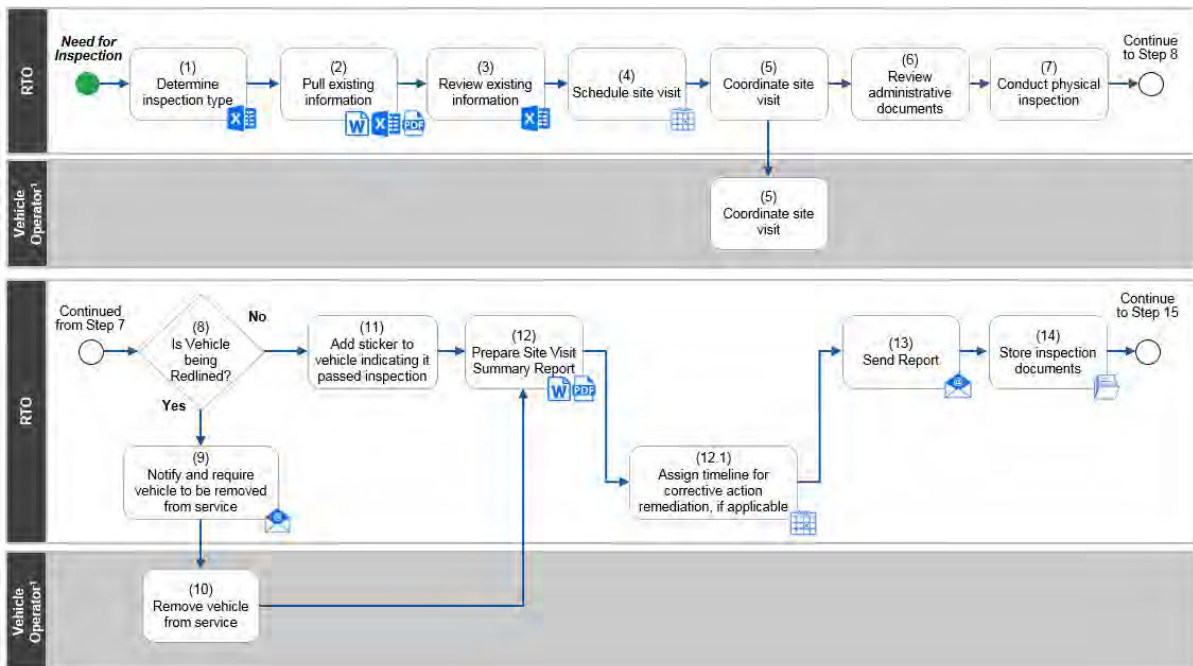 RTO
Need for
Inspection
(1)
Determine
inspection type
(2)
Pull existing
information
(3)
Review existing
information
(4)
Schedule site visit
(5)
Coordinate site
visit
(6)
Review
administrative
documents
(7)
Conduct physical
inspection
Continue
to Step 8
X
W
X
PDF
X
Vehicle
Operator¹
(5)
Coordinate site
visit
RTO
Continued
from Step 7
(8)
Is Vehicle
being
Redlined?
No
Yes
(11)
Add sticker to
vehicle indicating it
passed inspection
(12)
Prepare Site Visit
Summary Report
W
PDF
(13)
Send Report
@
(14)
Store inspection
documents
Continue
to Step 15
(9)
Notify and require
vehicle to be removed
from service
@
(12.1)
Assign timeline for
corrective action
remediation, if applicable
Vehicle
Operator¹
(10)
Remove vehicle
from service